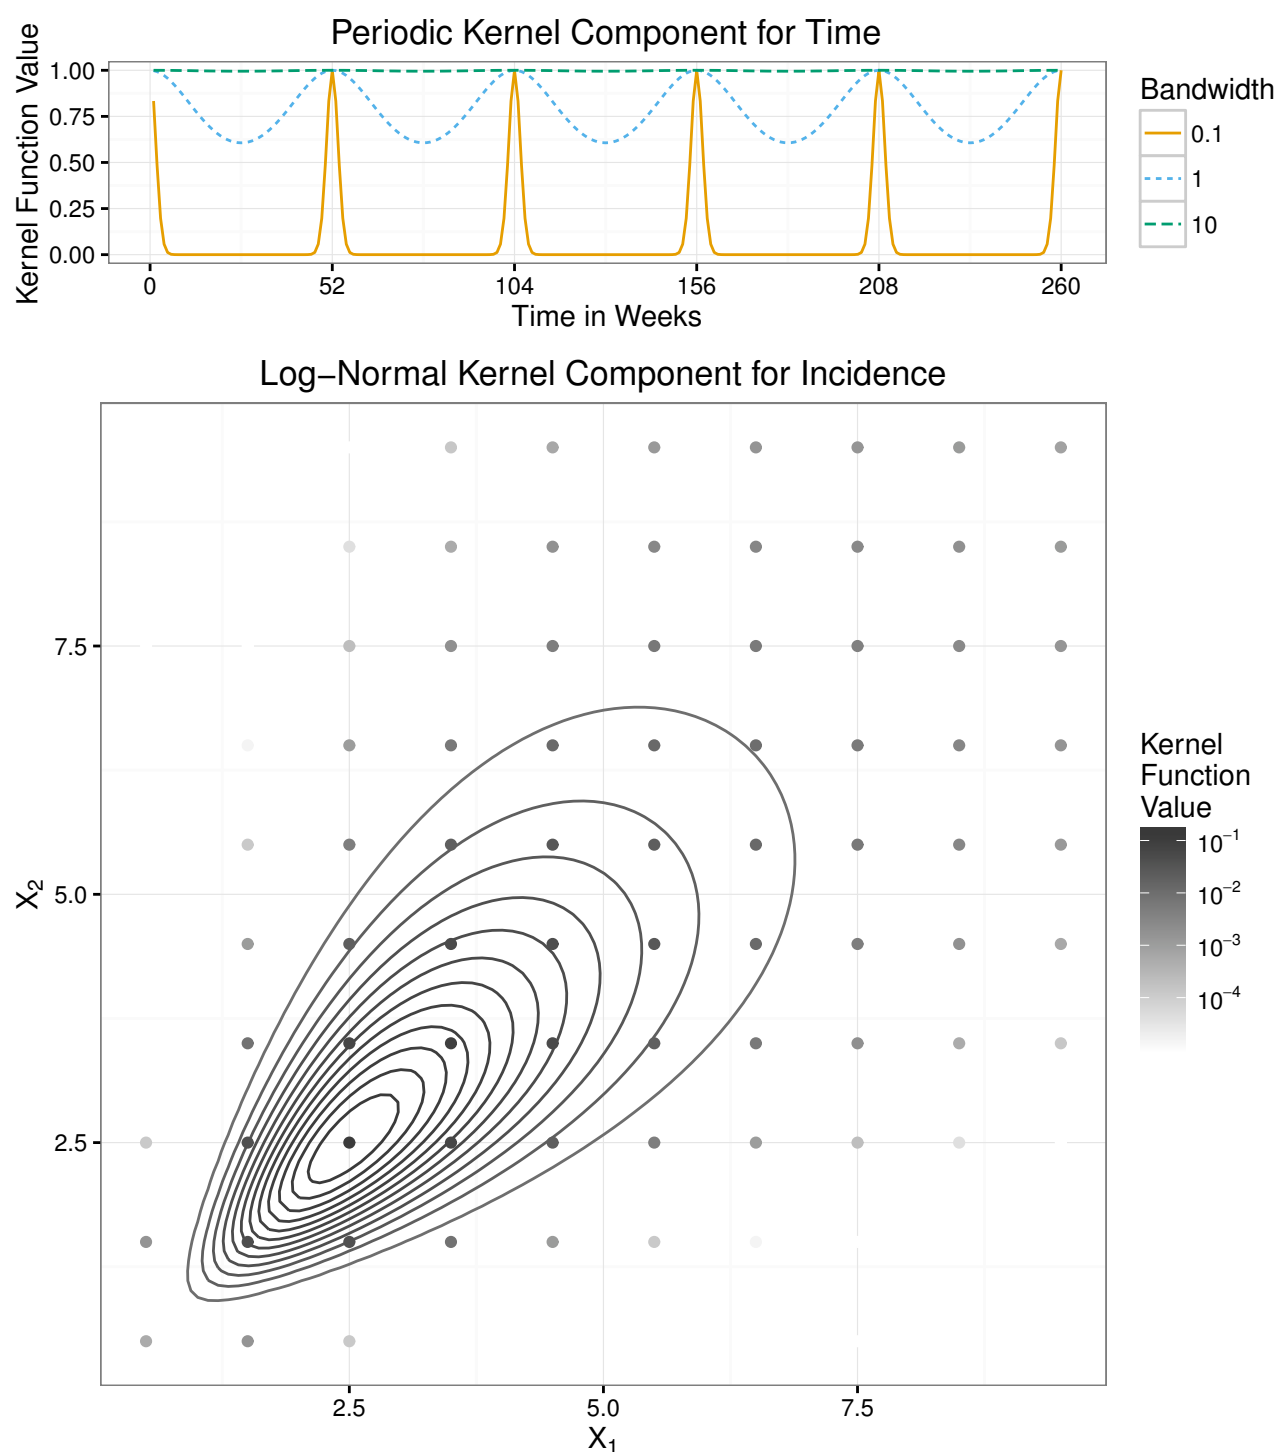 Periodic Kernel Component for Time
Kernel Function Value
1.00
0.75
0.50
0.25
0.00
0 52 104 156 208 260
Time in Weeks
Bandwidth
0.1
1
10
Log−Normal Kernel Component for Incidence
X₂
7.5
5.0
2.5
2.5 5.0 7.5
X₁
Kernel
Function
Value
10⁻¹
10⁻²
10⁻³
10⁻⁴